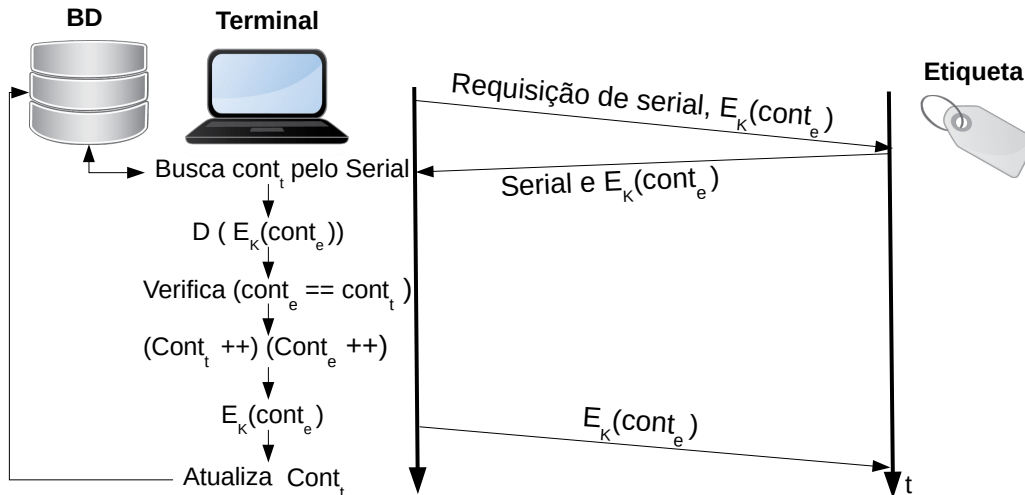 BD
Terminal
Etiqueta
Requisição de serial, E_K(cont_e)
Busca cont_t pelo Serial
Serial e E_K(cont_e)
D ( E_K(cont_e))
Verifica (cont_e == cont_t )
(Cont_t ++) (Cont_e ++)
E_K(cont_e)
E_K(cont_e)
Atualiza Cont_t
t